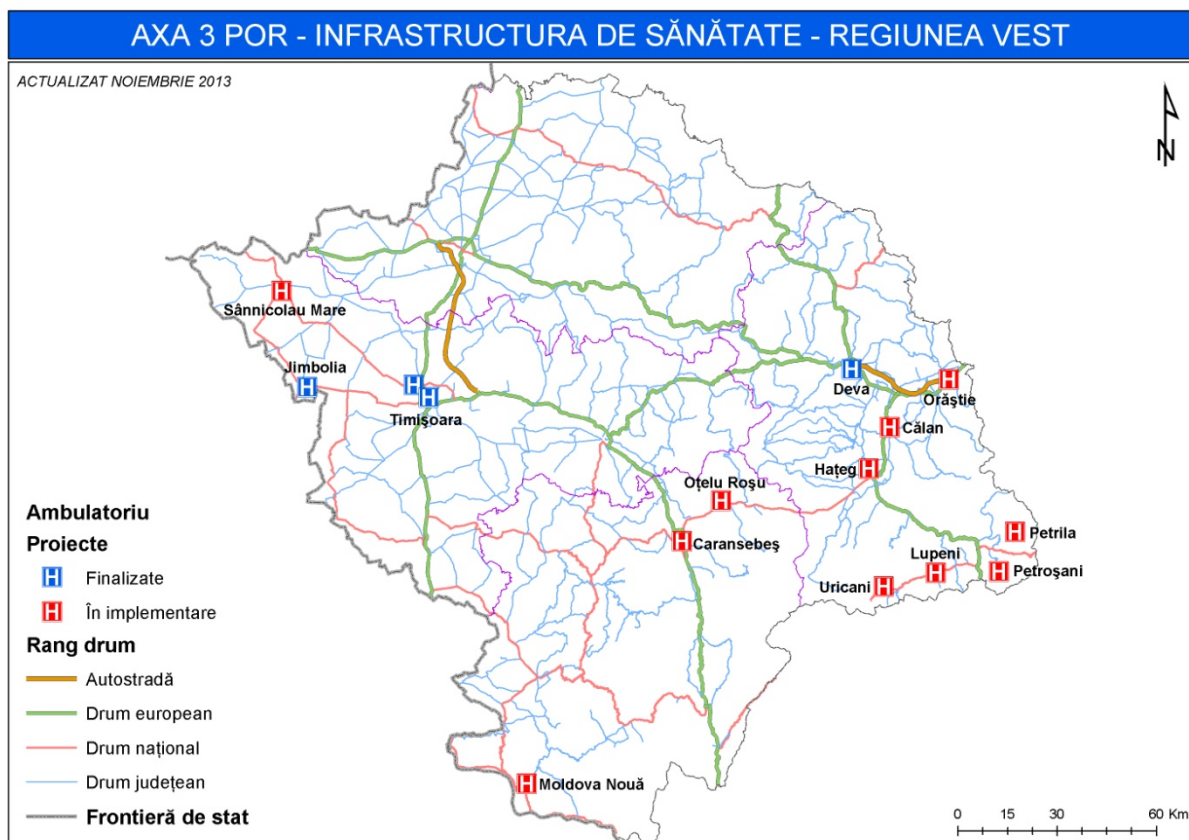 AXA 3 POR - INFRASTRUCTURA DE SĂNĂTATE - REGIUNEA VEST
ACTUALIZAT NOIEMBRIE 2013
N
H
Sânnicolau Mare
Jimbolia
H
H
H
Timişoara
H
Deva
H
Orăştie
H
Călan
Haţeg
H
Oţelu Roşu
H
H
Caransebeş
H
Petrila
Lupeni
H
H
Petroşani
Uricani
H
H
Moldova Nouă
Ambulatoriu
Proiecte
H
Finalizate
H
În implementare
Rang drum
Autostradă
Drum european
Drum naţional
Drum judeţean
Frontieră de stat
0 15 30 60 Km